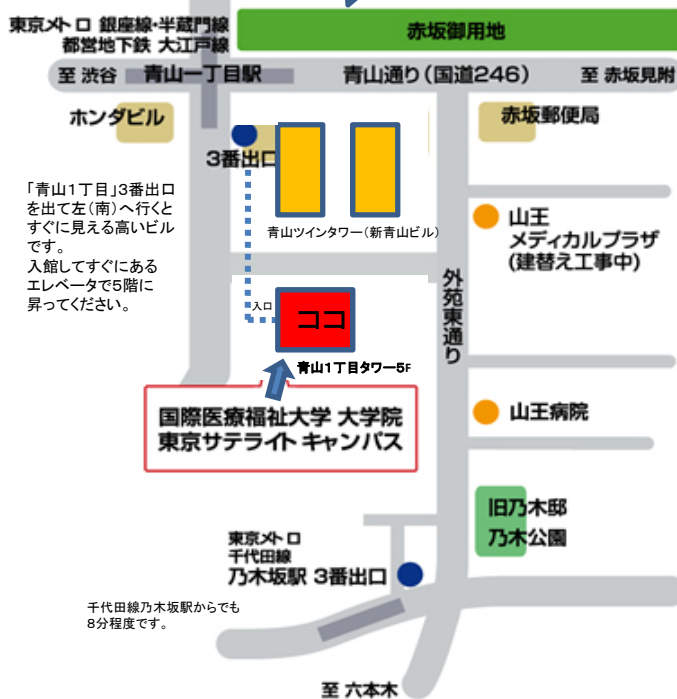 東京メトロ 銀座線・半蔵門線
都営地下鉄 大江戸線
赤坂御用地
至 渋谷
青山一丁目駅
青山通り(国道246)
至 赤坂見附
ホンダビル
3番出口
赤坂郵便局
「青山1丁目」3番出口
を出て左(南)へ行くと
すぐに見える高いビル
です。
入館してすぐにある
エレベータで5階に
昇ってください。
青山ツインタワー(新青山ビル)
山王
メディカルプラザ
(建替え工事中)
外苑東通り
入口
ココ
青山1丁目タワー5F
国際医療福祉大学 大学院
東京サテライト キャンパス
山王病院
旧乃木邸
乃木公園
東京メトロ
千代田線
乃木坂駅 3番出口
千代田線乃木坂駅からでも
8分程度です。
至 六本木